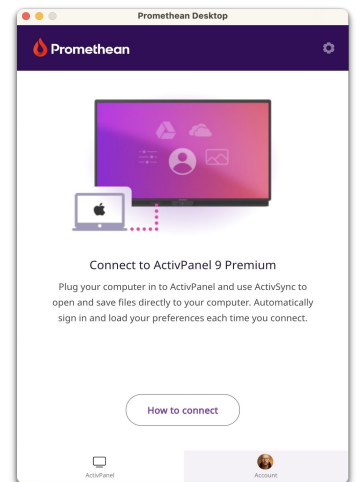 Promethean Desktop
Promethean
Connect to ActivPanel 9 Premium
Plug your computer in to ActivPanel and use ActivSync to
open and save files directly to your computer. Automatically
sign in and load your preferences each time you connect.
How to connect
ActivPanel
Account